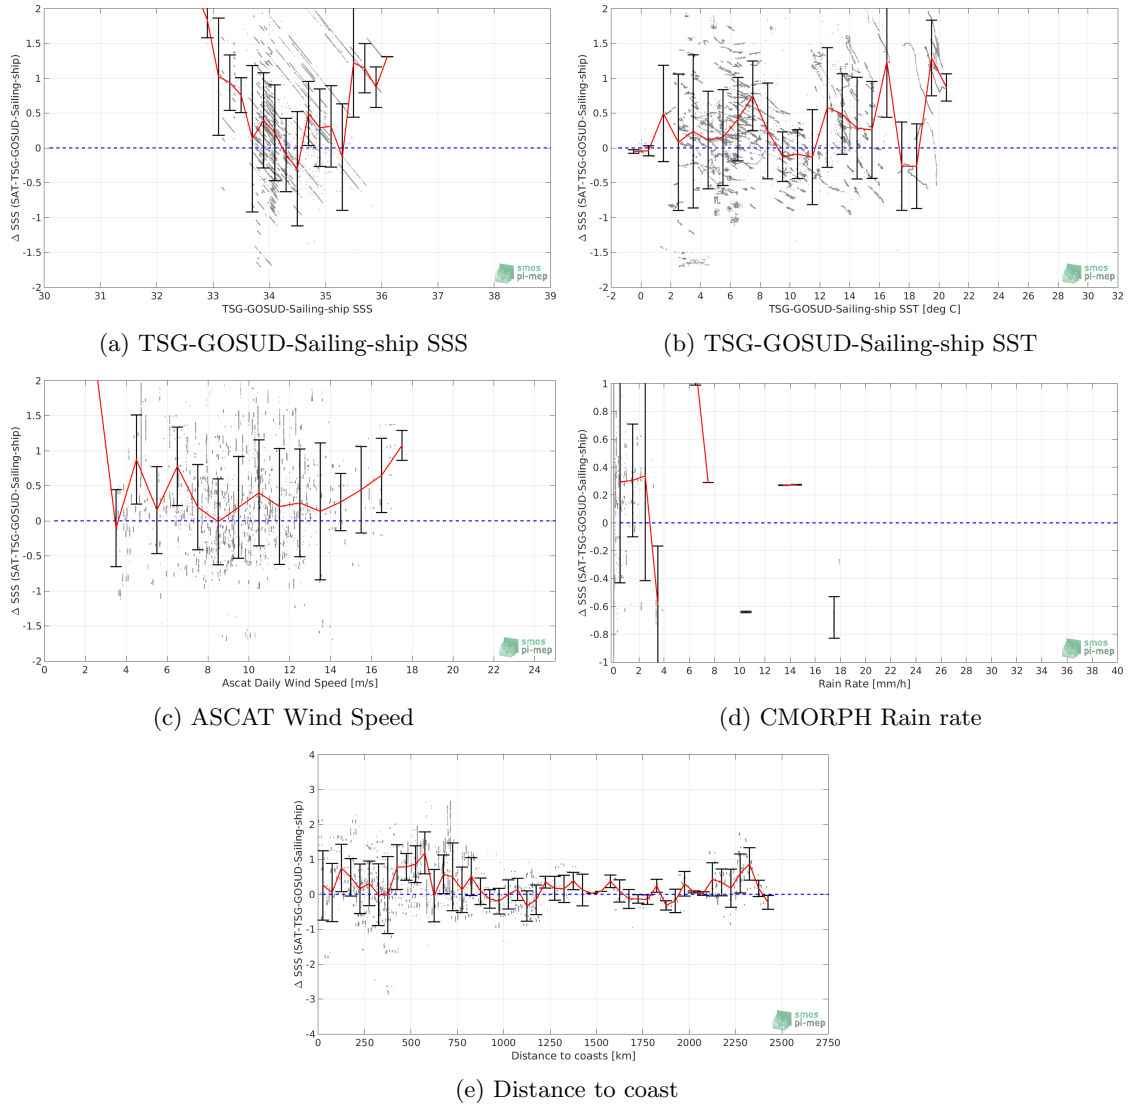 2
1.5
1
0.5
0
-0.5
-1
-1.5
-2
30 31 32 33 34 35 36 37 38 39
Δ SSS (SAT-TSG-GOSUD-Sailing-ship)
TSG-GOSUD-Sailing-ship SSS
smos
pi-mep
(a) TSG-GOSUD-Sailing-ship SSS
2
1.5
1
0.5
0
-0.5
-1
-1.5
-2
-2 0 2 4 6 8 10 12 14 16 18 20 22 24 26 28 30 32
Δ SSS (SAT-TSG-GOSUD-Sailing-ship)
TSG-GOSUD-Sailing-ship SST [deg C]
smos
pi-mep
(b) TSG-GOSUD-Sailing-ship SST
2
1.5
1
0.5
0
-0.5
-1
-1.5
-2
0 2 4 6 8 10 12 14 16 18 20 22 24
Δ SSS (SAT-TSG-GOSUD-Sailing-ship)
Ascat Daily Wind Speed [m/s]
smos
pi-mep
(c) ASCAT Wind Speed
1
0.8
0.6
0.4
0.2
0
-0.2
-0.4
-0.6
-0.8
-1
0 2 4 6 8 10 12 14 16 18 20 22 24 26 28 30 32 34 36 38 40
Δ SSS (SAT-TSG-GOSUD-Sailing-ship)
Rain Rate [mm/h]
smos
pi-mep
(d) CMORPH Rain rate
4
3
2
1
0
-1
-2
-3
-4
0 250 500 750 1000 1250 1500 1750 2000 2250 2500 2750
Δ SSS (SAT-TSG-GOSUD-Sailing-ship)
Distance to coasts [km]
smos
pi-mep
(e) Distance to coast